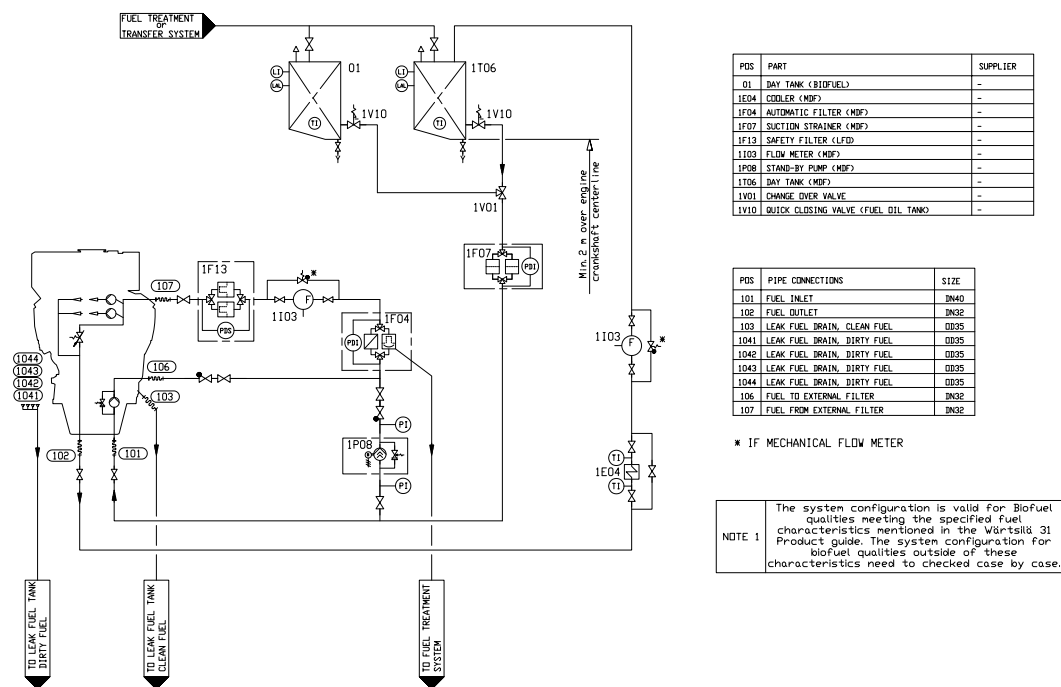 FUEL TREATMENT
or
TRANSFER SYSTEM
01
1T06
LI
LAL
TI
LI
LAL
TI
1V10
1V10
1V01
Min. 2 m over engine
crankshaft centerline
1F07
PDI
107
1F13
PDS
*
F
1I03
1F04
PDI
1I03
F
*
1044
1043
1042
1041
106
103
PI
1P08
PI
102
101
TI
1E04
TI
TO LEAK FUEL TANK
DIRTY FUEL
TO LEAK FUEL TANK
CLEAN FUEL
TO FUEL TREATMENT
SYSTEM
POS PART SUPPLIER
01 DAY TANK (BIOFUEL) -
1E04 COOLER (MDF) -
1F04 AUTOMATIC FILTER (MDF) -
1F07 SUCTION STRAINER (MDF) -
1F13 SAFETY FILTER (LFO) -
1I03 FLOW METER (MDF) -
1P08 STAND-BY PUMP (MDF) -
1T06 DAY TANK (MDF) -
1V01 CHANGE OVER VALVE -
1V10 QUICK CLOSING VALVE (FUEL OIL TANK) -
POS PIPE CONNECTIONS SIZE
101 FUEL INLET DN40
102 FUEL OUTLET DN32
103 LEAK FUEL DRAIN, CLEAN FUEL OD35
1041 LEAK FUEL DRAIN, DIRTY FUEL OD35
1042 LEAK FUEL DRAIN, DIRTY FUEL OD35
1043 LEAK FUEL DRAIN, DIRTY FUEL OD35
1044 LEAK FUEL DRAIN, DIRTY FUEL OD35
106 FUEL TO EXTERNAL FILTER DN32
107 FUEL FROM EXTERNAL FILTER DN32
* IF MECHANICAL FLOW METER
NOTE 1
The system configuration is valid for Biofuel
qualities meeting the specified fuel
characteristics mentioned in the Wärtsilä 31
Product guide. The system configuration for
biofuel qualities outside of these
characteristics need to checked case by case.